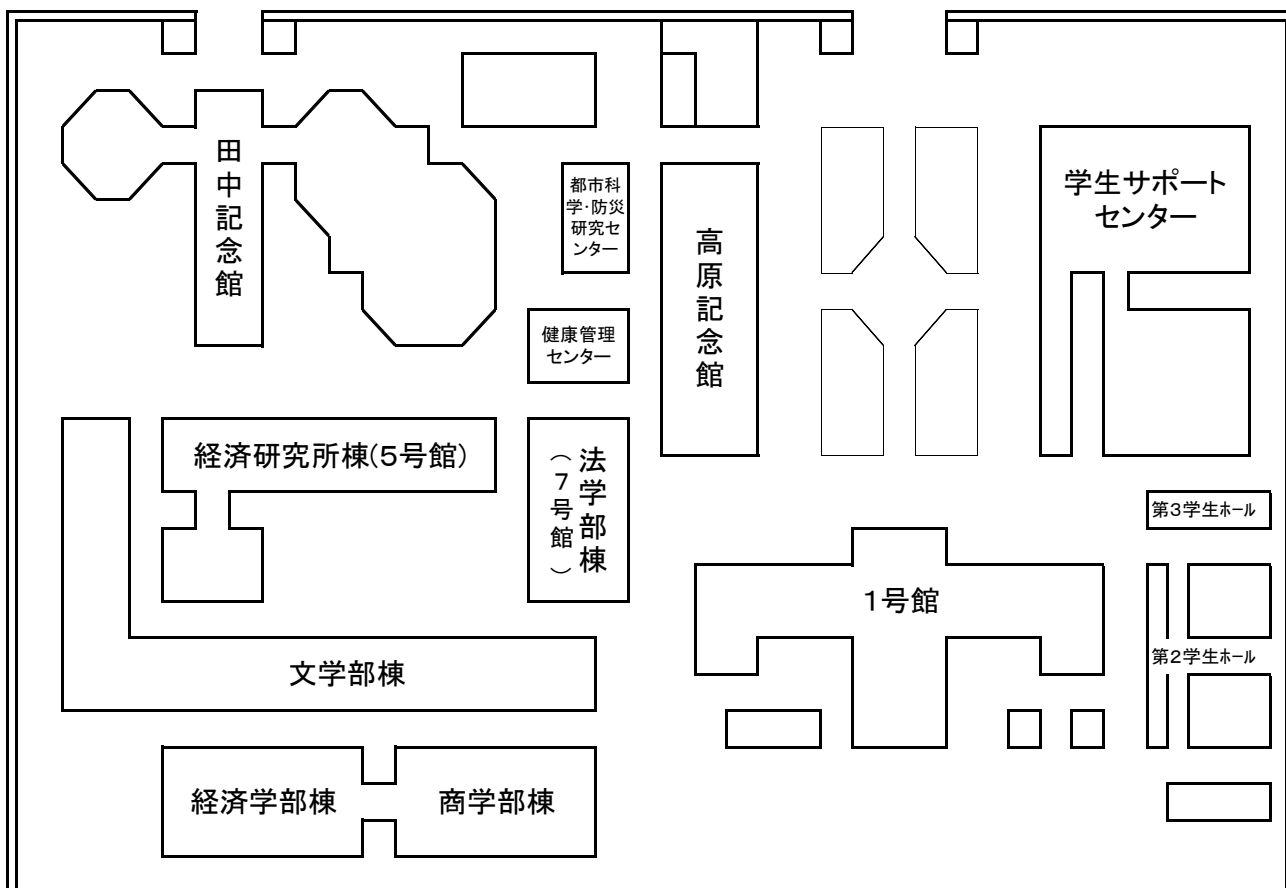 田中記念館
都市科
学・防災
研究セ
ンター
高原記念館
学生サポート
センター
健康管理
センター
経済研究所棟(5号館)
法学部棟
(7号館)
第3学生ホール
1号館
第2学生ホール
文学部棟
経済学部棟
商学部棟